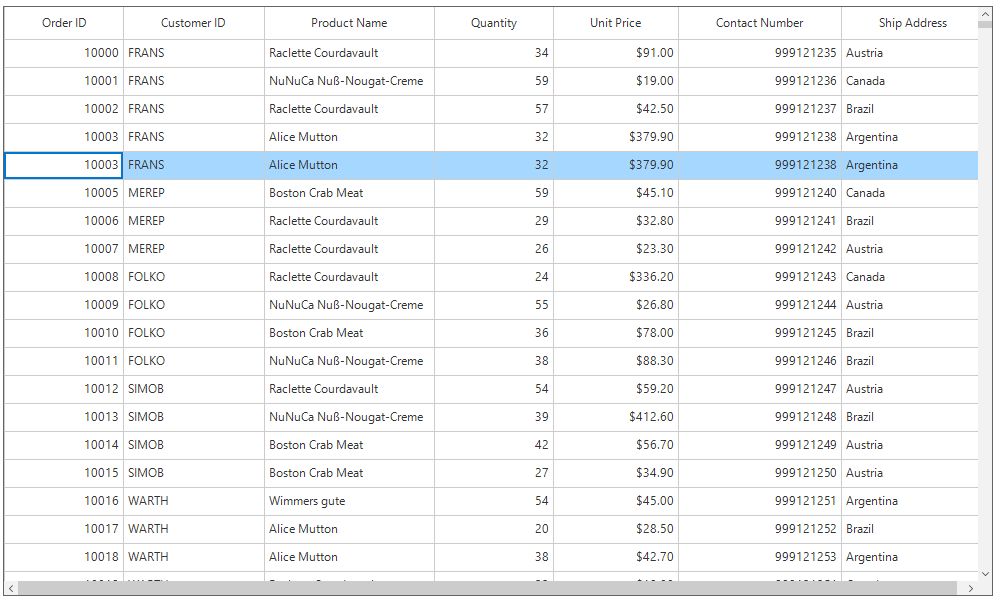 Order ID Customer ID Product Name Quantity Unit Price Contact Number Ship Address
10000 FRANS Raclette Courdavault 34 $91.00 999121235 Austria
10001 FRANS NuNuCa Nuß-Nougat-Creme 59 $19.00 999121236 Canada
10002 FRANS Raclette Courdavault 57 $42.50 999121237 Brazil
10003 FRANS Alice Mutton 32 $379.90 999121238 Argentina
10003 FRANS Alice Mutton 32 $379.90 999121238 Argentina
10005 MEREP Boston Crab Meat 59 $45.10 999121240 Canada
10006 MEREP Raclette Courdavault 29 $32.80 999121241 Brazil
10007 MEREP Raclette Courdavault 26 $23.30 999121242 Austria
10008 FOLKO Raclette Courdavault 24 $336.20 999121243 Canada
10009 FOLKO NuNuCa Nuß-Nougat-Creme 55 $26.80 999121244 Austria
10010 FOLKO Boston Crab Meat 36 $78.00 999121245 Brazil
10011 FOLKO NuNuCa Nuß-Nougat-Creme 38 $88.30 999121246 Brazil
10012 SIMOB Raclette Courdavault 54 $59.20 999121247 Austria
10013 SIMOB NuNuCa Nuß-Nougat-Creme 39 $412.60 999121248 Brazil
10014 SIMOB Boston Crab Meat 42 $56.70 999121249 Austria
10015 SIMOB Boston Crab Meat 27 $34.90 999121250 Austria
10016 WARTH Wimmers gute 54 $45.00 999121251 Argentina
10017 WARTH Alice Mutton 20 $28.50 999121252 Brazil
10018 WARTH Alice Mutton 38 $42.70 999121253 Argentina